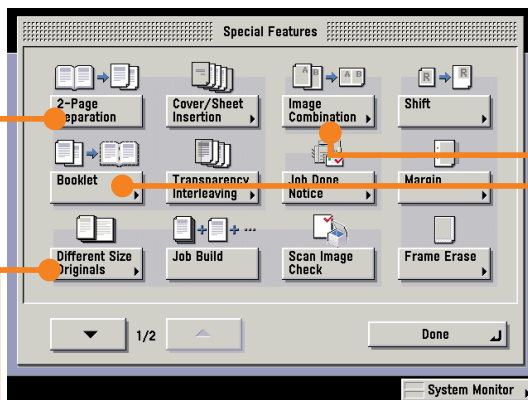 Special Features
2-Page
Separation
Cover/Sheet
Insertion
Image
Combination
Shift
Booklet
Transparency
Interleaving
Job Done
Notice
Margin
Different Size
Originals
Job Build
Scan Image
Check
Frame Erase
1/2
Done
System Monitor